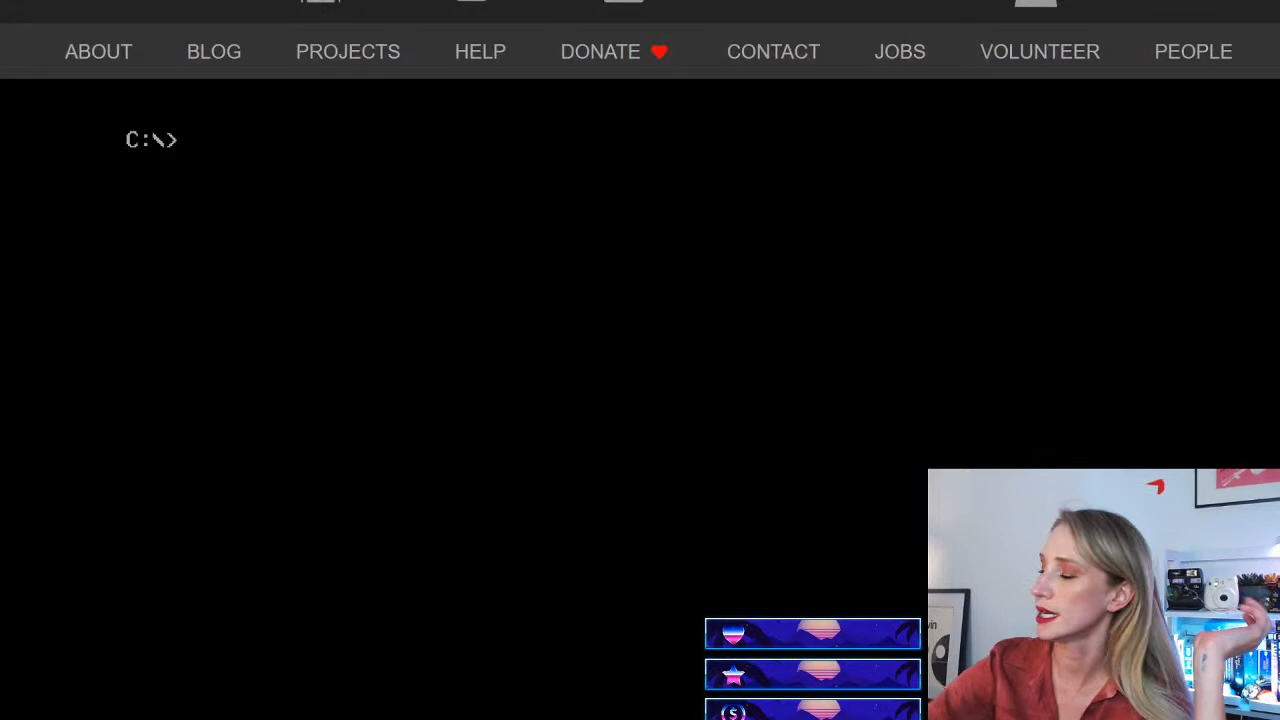 ABOUT BLOG PROJECTS HELP DONATE CONTACT JOBS VOLUNTEER PEOPLE
C:\>
$